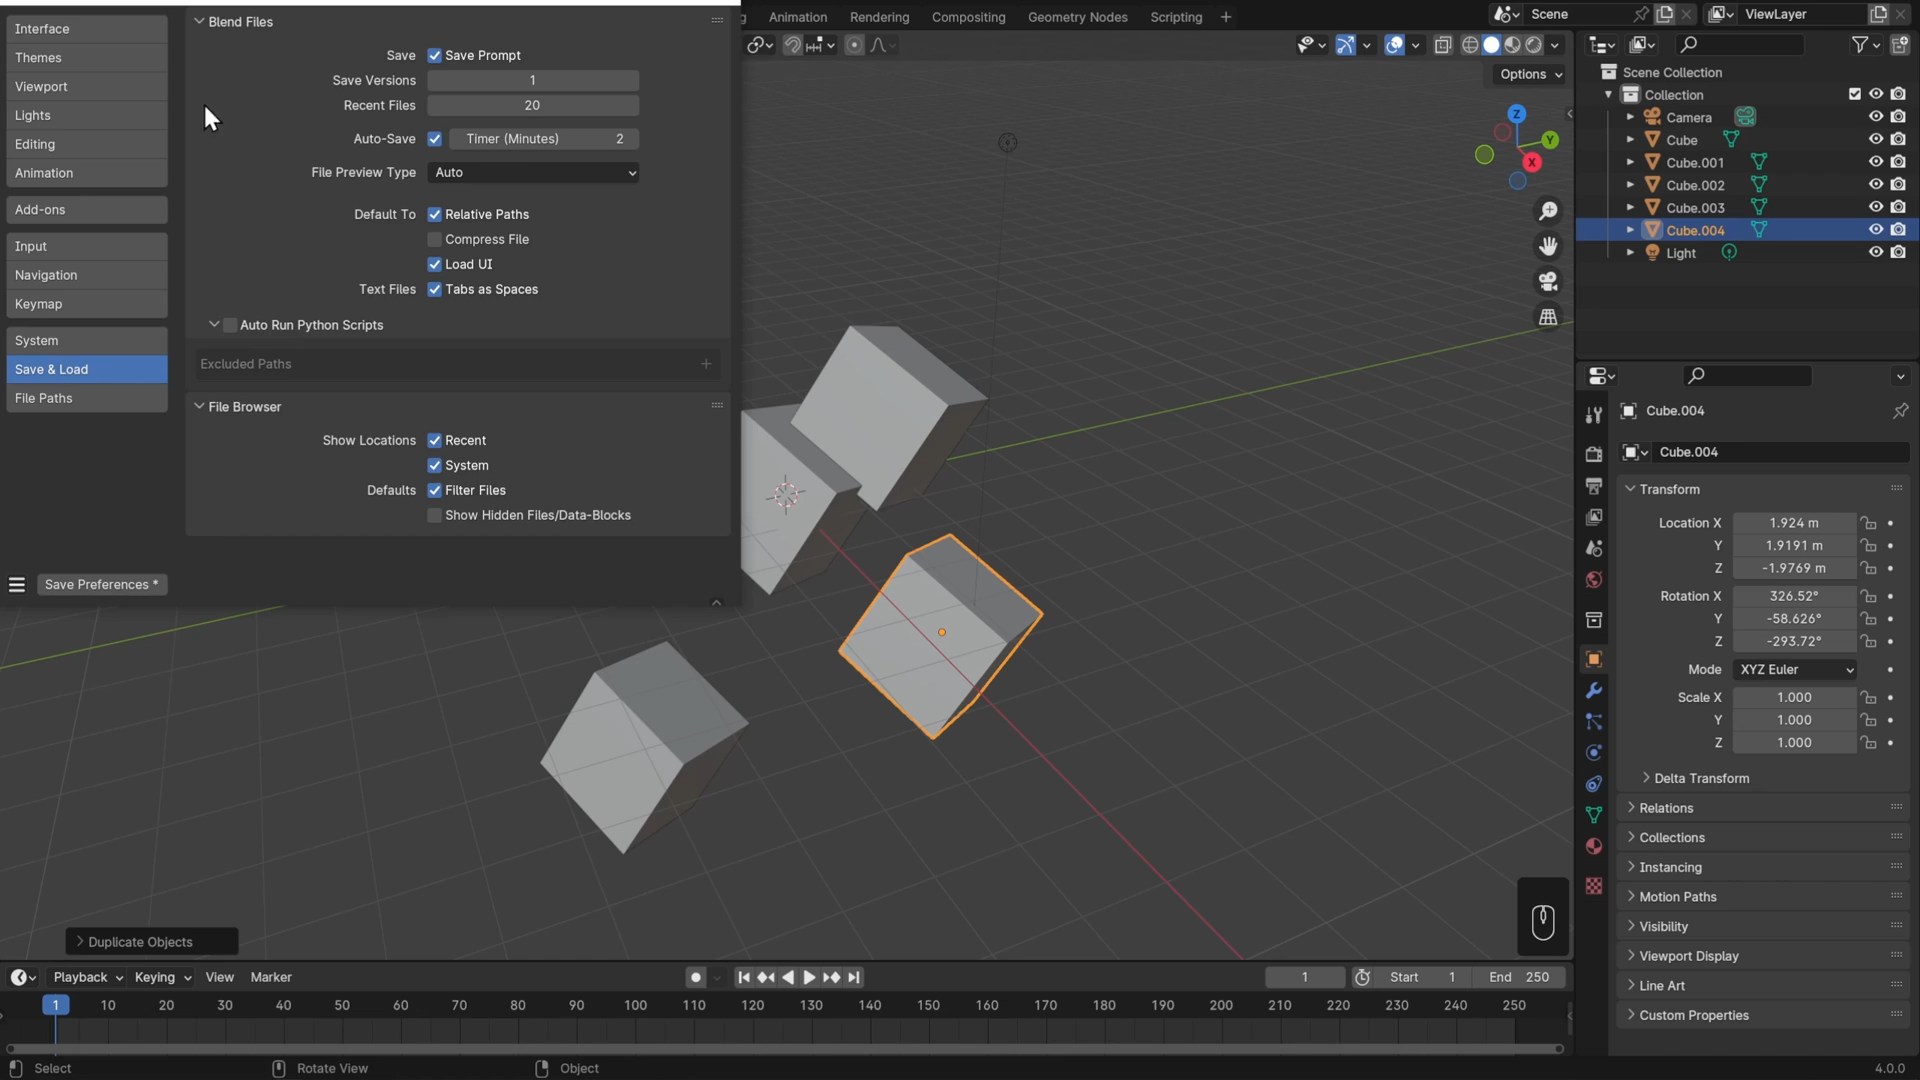 Interface
Themes
Viewport
Lights
Editing
Animation
Add-ons
Input
Navigation
Keymap
System
Save & Load
File Paths
Save Preferences *
Blend Files
Save Save Prompt
Save Versions 1
Recent Files 20
Auto-Save Timer (Minutes) 2
File Preview Type Auto
Default To Relative Paths
Compress File
Load UI
Text Files Tabs as Spaces
Auto Run Python Scripts
Excluded Paths
File Browser
Show Locations Recent
System
Defaults Filter Files
Show Hidden Files/Data-Blocks
Animation Rendering Compositing Geometry Nodes Scripting
Scene ViewLayer
Options
Z
Y
X
Scene Collection
Collection
Camera
Cube
Cube.001
Cube.002
Cube.003
Cube.004
Light
Cube.004
Cube.004
Transform
Location X 1.924 m
Y 1.9191 m
Z -1.9769 m
Rotation X 326.52°
Y -58.626°
Z -293.72°
Mode XYZ Euler
Scale X 1.000
Y 1.000
Z 1.000
Delta Transform
Relations
Collections
Instancing
Motion Paths
Visibility
Viewport Display
Line Art
Custom Properties
Duplicate Objects
Playback Keying View Marker
1 Start 1 End 250
1 10 20 30 40 50 60 70 80 90 100 110 120 130 140 150 160 170 180 190 200 210 220 230 240 250
Select Rotate View Object 4.0.0